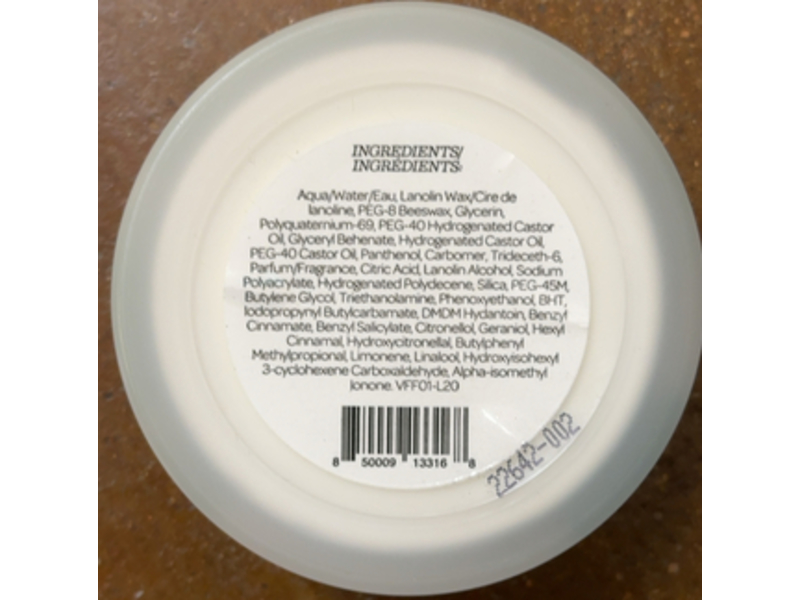 INGREDIENTS/
INGRÉDIENTS:
Aqua/Water/Eau, Lanolin Wax/Cire de
lanoline, PEG-8 Beeswax, Glycerin,
Polyquaternium-69, PEG-40 Hydrogenated Castor
Oil, Glyceryl Behenate, Hydrogenated Castor Oil,
PEG-40 Castor Oil, Panthenol, Carbomer, Trideceth-6,
Parfum/Fragrance, Citric Acid, Lanolin Alcohol, Sodium
Polyacrylate, Hydrogenated Polydecene, Silica, PEG-45M,
Butylene Glycol, Triethanolamine, Phenoxyethanol, BHT,
Iodopropynyl Butylcarbamate, DMDM Hydantoin, Benzyl
Cinnamate, Benzyl Salicylate, Citronellol, Geraniol, Hexyl
Cinnamal, Hydroxycitronellal, Butylphenyl
Methylpropional, Limonene, Linalool, Hydroxyisohexyl
3-cyclohexene Carboxaldehyde, Alpha-isomethyl
Ionone. VFF01-L20
8 50009 13316 8
22642-002